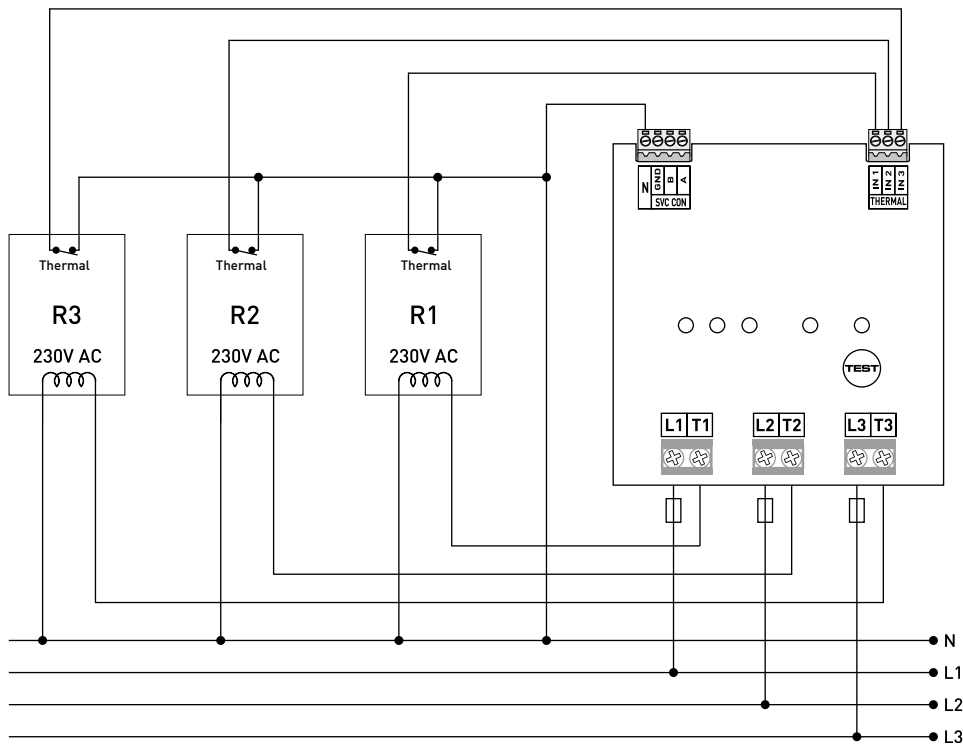 N GND B A
SVC CON
IN 1 IN 2 IN 3
THERMAL
Thermal Thermal Thermal
R3 R2 R1
230V AC 230V AC 230V AC
TEST
L1 T1 L2 T2 L3 T3
N
L1
L2
L3